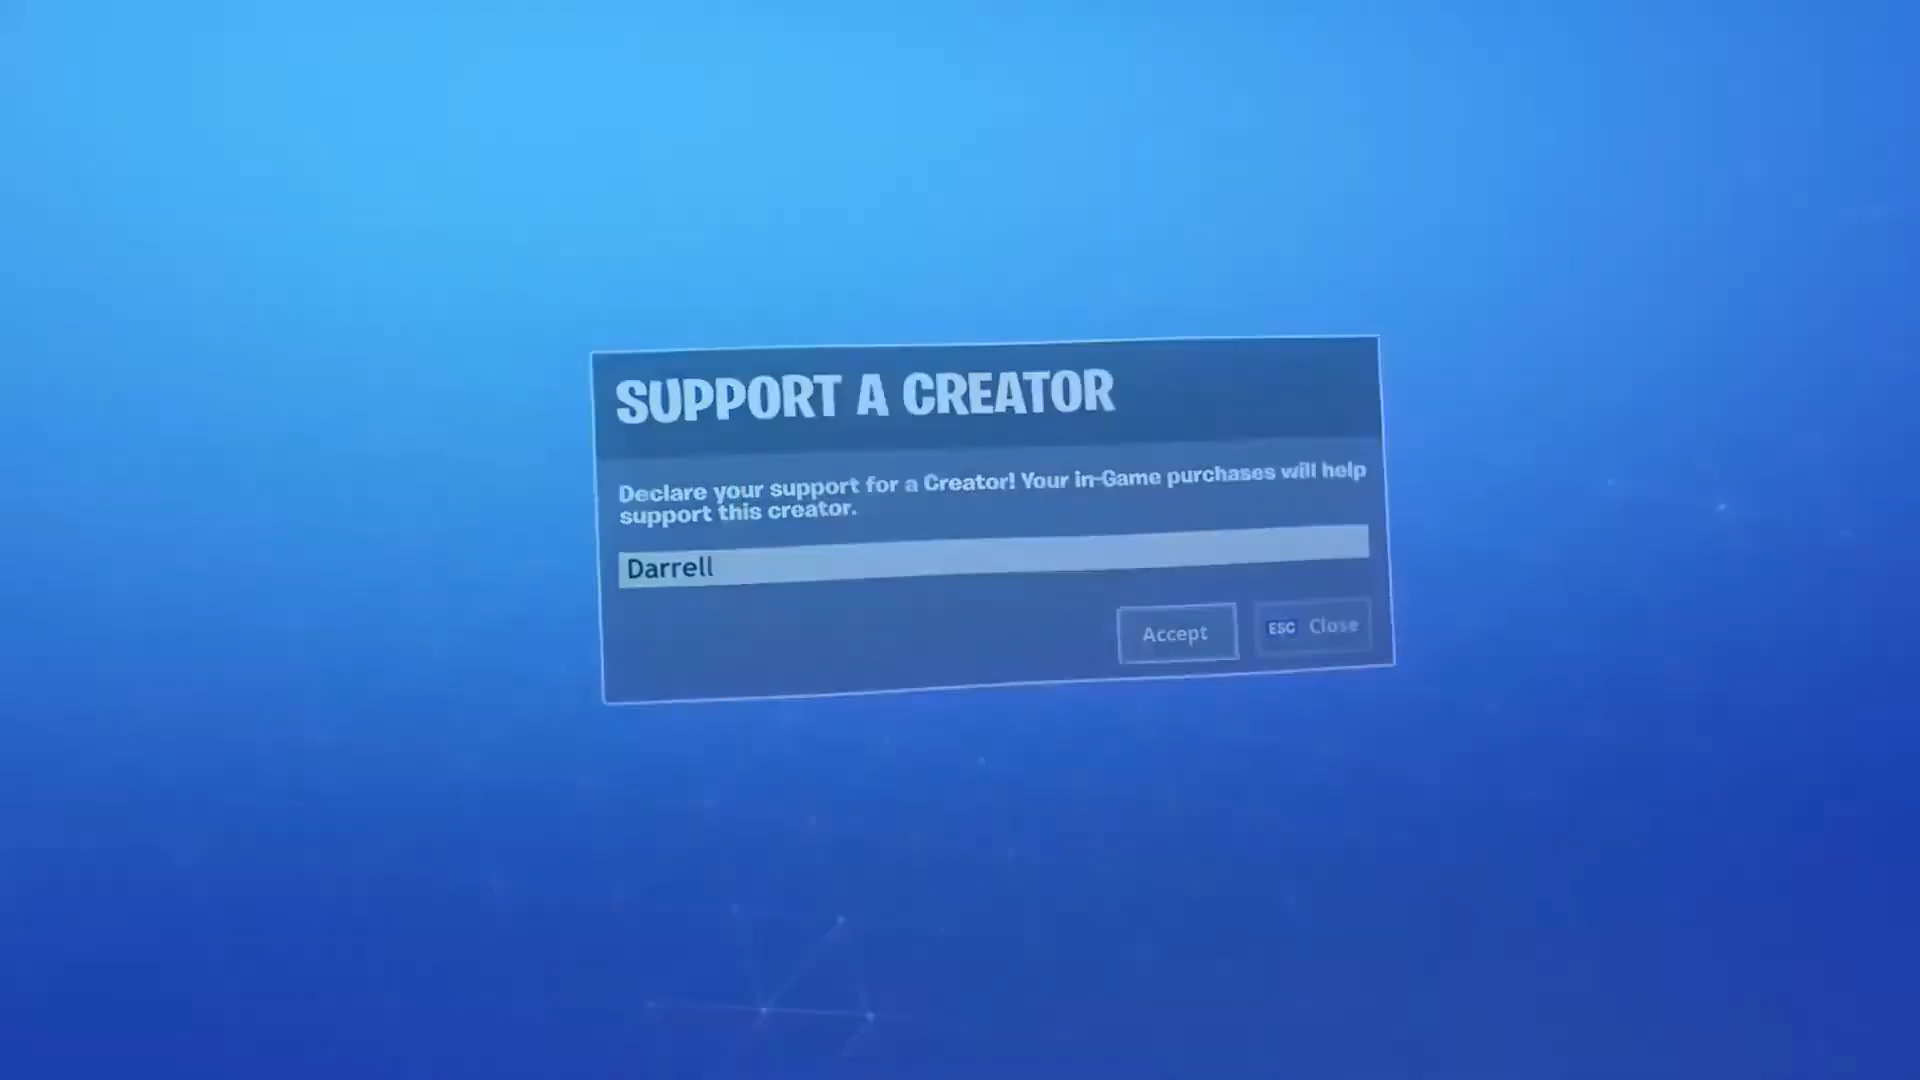 SUPPORT A CREATOR
Declare your support for a Creator! Your in-Game purchases will help
support this creator.
Darrell
Accept
ESC Close